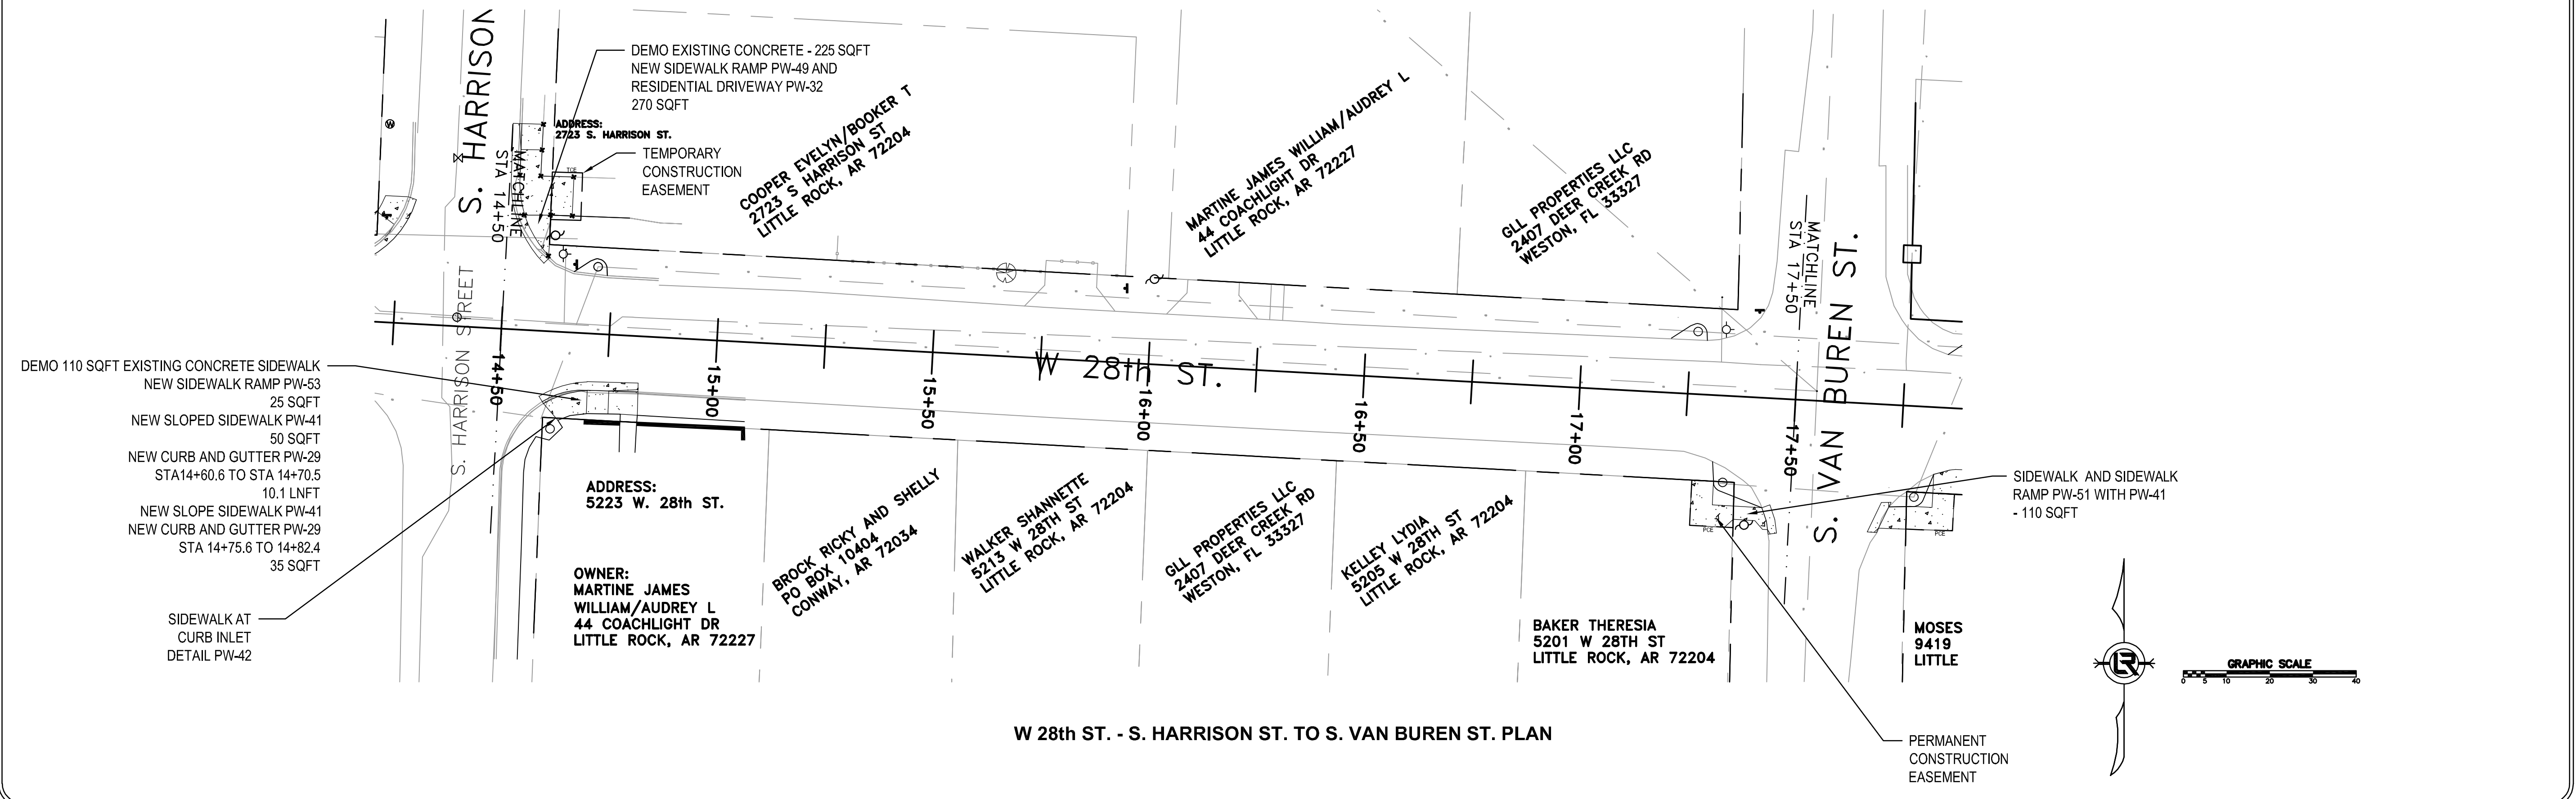 S. HARRISON
DEMO EXISTING CONCRETE - 225 SQFT
NEW SIDEWALK RAMP PW-49 AND
RESIDENTIAL DRIVEWAY PW-32
270 SQFT
ADDRESS:
2723 S. HARRISON ST.
TEMPORARY
CONSTRUCTION
EASEMENT
TCE
W
MATCHLINE
STA 14+50
COOPER EVELYN/BOOKER T
2723 S HARRISON ST
LITTLE ROCK, AR 72204
MARTINE JAMES WILLIAM/AUDREY L
44 COACHLIGHT DR
LITTLE ROCK, AR 72227
GLL PROPERTIES LLC
2407 DEER CREEK RD
WESTON, FL 33327
MATCHLINE
STA 17+50
S. VAN BUREN ST.
S. HARRISON STREET
W 28th ST.
14+50
15+00
15+50
16+00
16+50
17+00
17+50
DEMO 110 SQFT EXISTING CONCRETE SIDEWALK
NEW SIDEWALK RAMP PW-53
25 SQFT
NEW SLOPED SIDEWALK PW-41
50 SQFT
NEW CURB AND GUTTER PW-29
STA14+60.6 TO STA 14+70.5
10.1 LNFT
NEW SLOPE SIDEWALK PW-41
NEW CURB AND GUTTER PW-29
STA 14+75.6 TO 14+82.4
35 SQFT
SIDEWALK AT
CURB INLET
DETAIL PW-42
ADDRESS:
5223 W. 28th ST.
OWNER:
MARTINE JAMES
WILLIAM/AUDREY L
44 COACHLIGHT DR
LITTLE ROCK, AR 72227
BROCK RICKY AND SHELLY
PO BOX 10404
CONWAY, AR 72034
WALKER SHANNETTE
5213 W 28TH ST
LITTLE ROCK, AR 72204
GLL PROPERTIES LLC
2407 DEER CREEK RD
WESTON, FL 33327
KELLEY LYDIA
5205 W 28TH ST
LITTLE ROCK, AR 72204
BAKER THERESIA
5201 W 28TH ST
LITTLE ROCK, AR 72204
PCE
PCE
SIDEWALK AND SIDEWALK
RAMP PW-51 WITH PW-41
- 110 SQFT
MOSES
9419
LITTLE
PERMANENT
CONSTRUCTION
EASEMENT
LR
GRAPHIC SCALE
0 5 10 20 30 40
W 28th ST. - S. HARRISON ST. TO S. VAN BUREN ST. PLAN